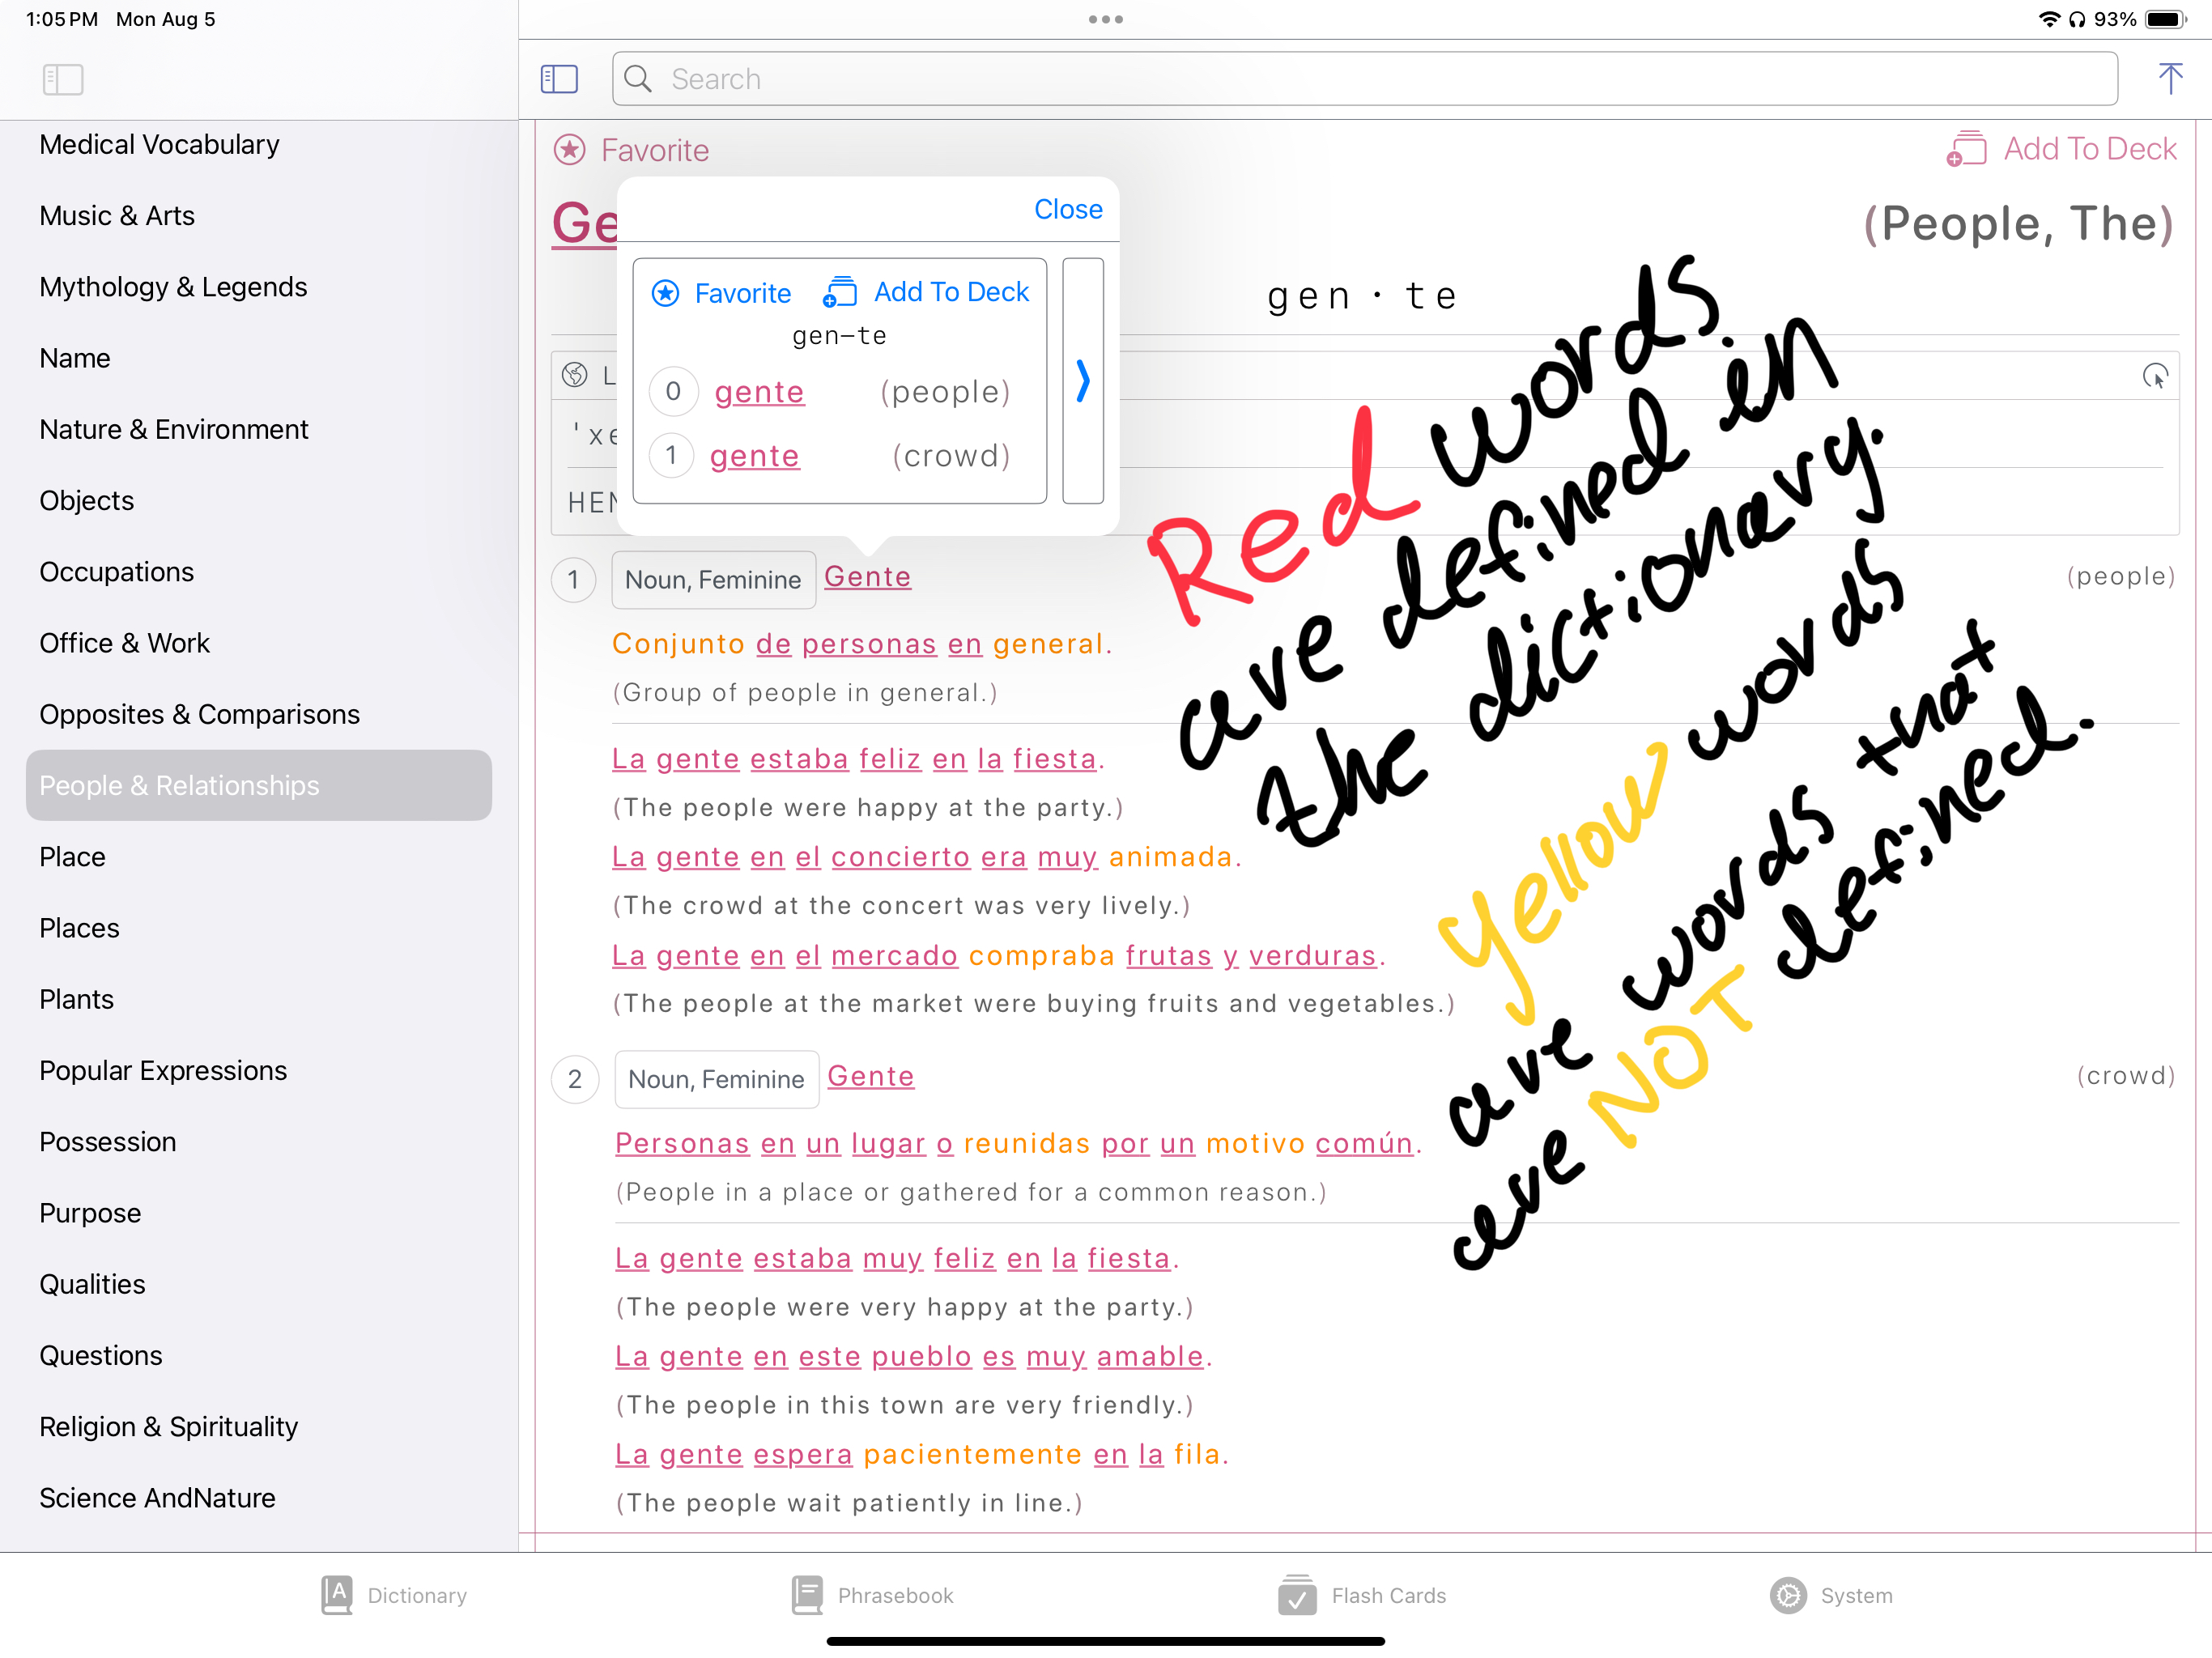 1:05 PM Mon Aug 5
93%
Search
Medical Vocabulary
Music & Arts
Mythology & Legends
Name
Nature & Environment
Objects
Occupations
Office & Work
Opposites & Comparisons
People & Relationships
Place
Places
Plants
Popular Expressions
Possession
Purpose
Qualities
Questions
Religion & Spirituality
Science AndNature
Favorite
Add To Deck
Ge
(People, The)
gen · te
L
'xe
HEN
Close
Favorite Add To Deck
gen–te
0 gente (people)
1 gente (crowd)
1 Noun, Feminine Gente (people)
Conjunto de personas en general.
(Group of people in general.)
La gente estaba feliz en la fiesta.
(The people were happy at the party.)
La gente en el concierto era muy animada.
(The crowd at the concert was very lively.)
La gente en el mercado compraba frutas y verduras.
(The people at the market were buying fruits and vegetables.)
2 Noun, Feminine Gente (crowd)
Personas en un lugar o reunidas por un motivo común.
(People in a place or gathered for a common reason.)
La gente estaba muy feliz en la fiesta.
(The people were very happy at the party.)
La gente en este pueblo es muy amable.
(The people in this town are very friendly.)
La gente espera pacientemente en la fila.
(The people wait patiently in line.)
Red words
are defined in
the dictionary.
Yellow words
are words that
are NOT defined.
Dictionary
Phrasebook
Flash Cards
System